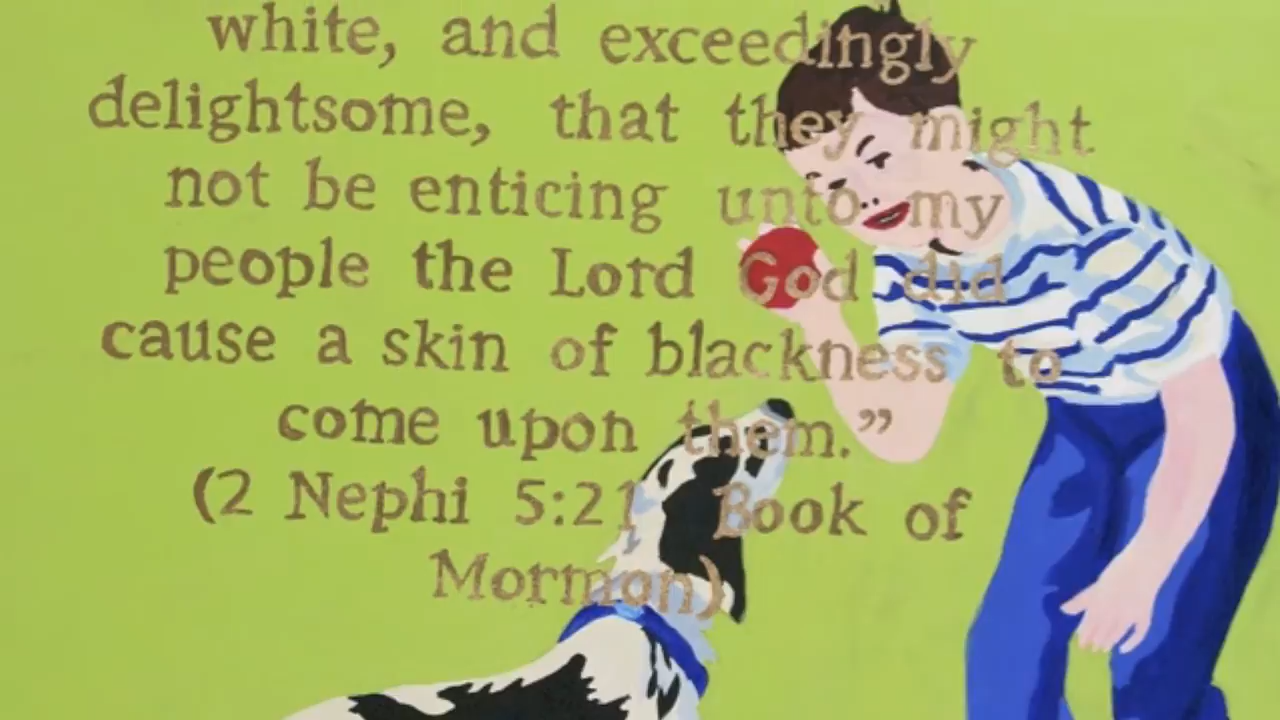 white, and exceedingly
delightsome, that they might
not be enticing unto my
people the Lord God did
cause a skin of blackness to
come upon them.”
(2 Nephi 5:21 Book of
Mormon)